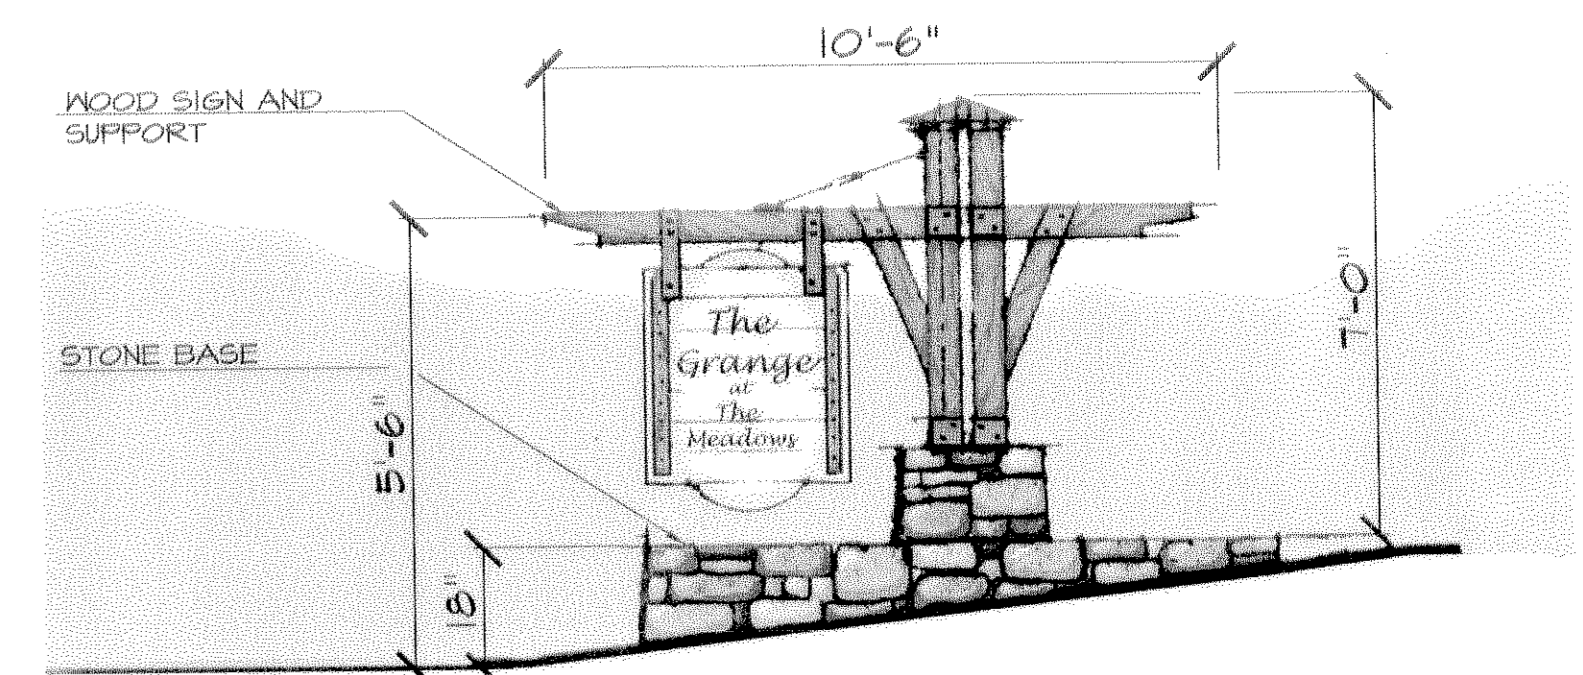 10'-6"
WOOD SIGN AND
SUPPORT
7'-0"
The
Grange
at
The
Meadows
STONE BASE
5'-6"
18"